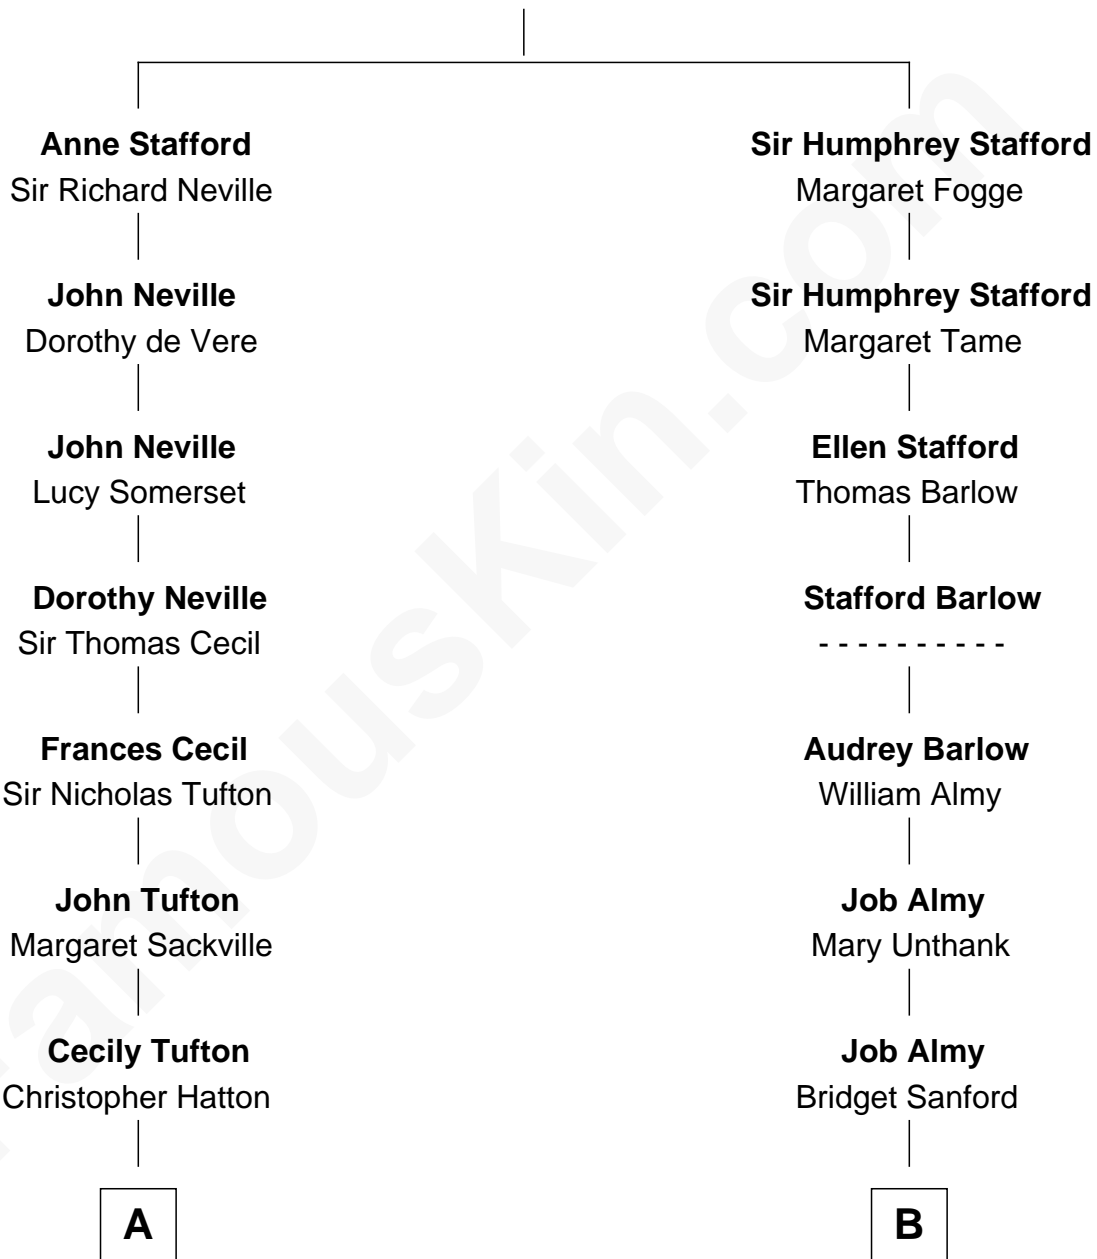 Anne Stafford
Sir Richard Neville
John Neville
Dorothy de Vere
John Neville
Lucy Somerset
Dorothy Neville
Sir Thomas Cecil
Frances Cecil
Sir Nicholas Tufton
John Tufton
Margaret Sackville
Cecily Tufton
Christopher Hatton
A
Sir Humphrey Stafford
Margaret Fogge
Sir Humphrey Stafford
Margaret Tame
Ellen Stafford
Thomas Barlow
Stafford Barlow
- - - - - - - - - -
Audrey Barlow
William Almy
Job Almy
Mary Unthank
Job Almy
Bridget Sanford
B
FamousKin.com